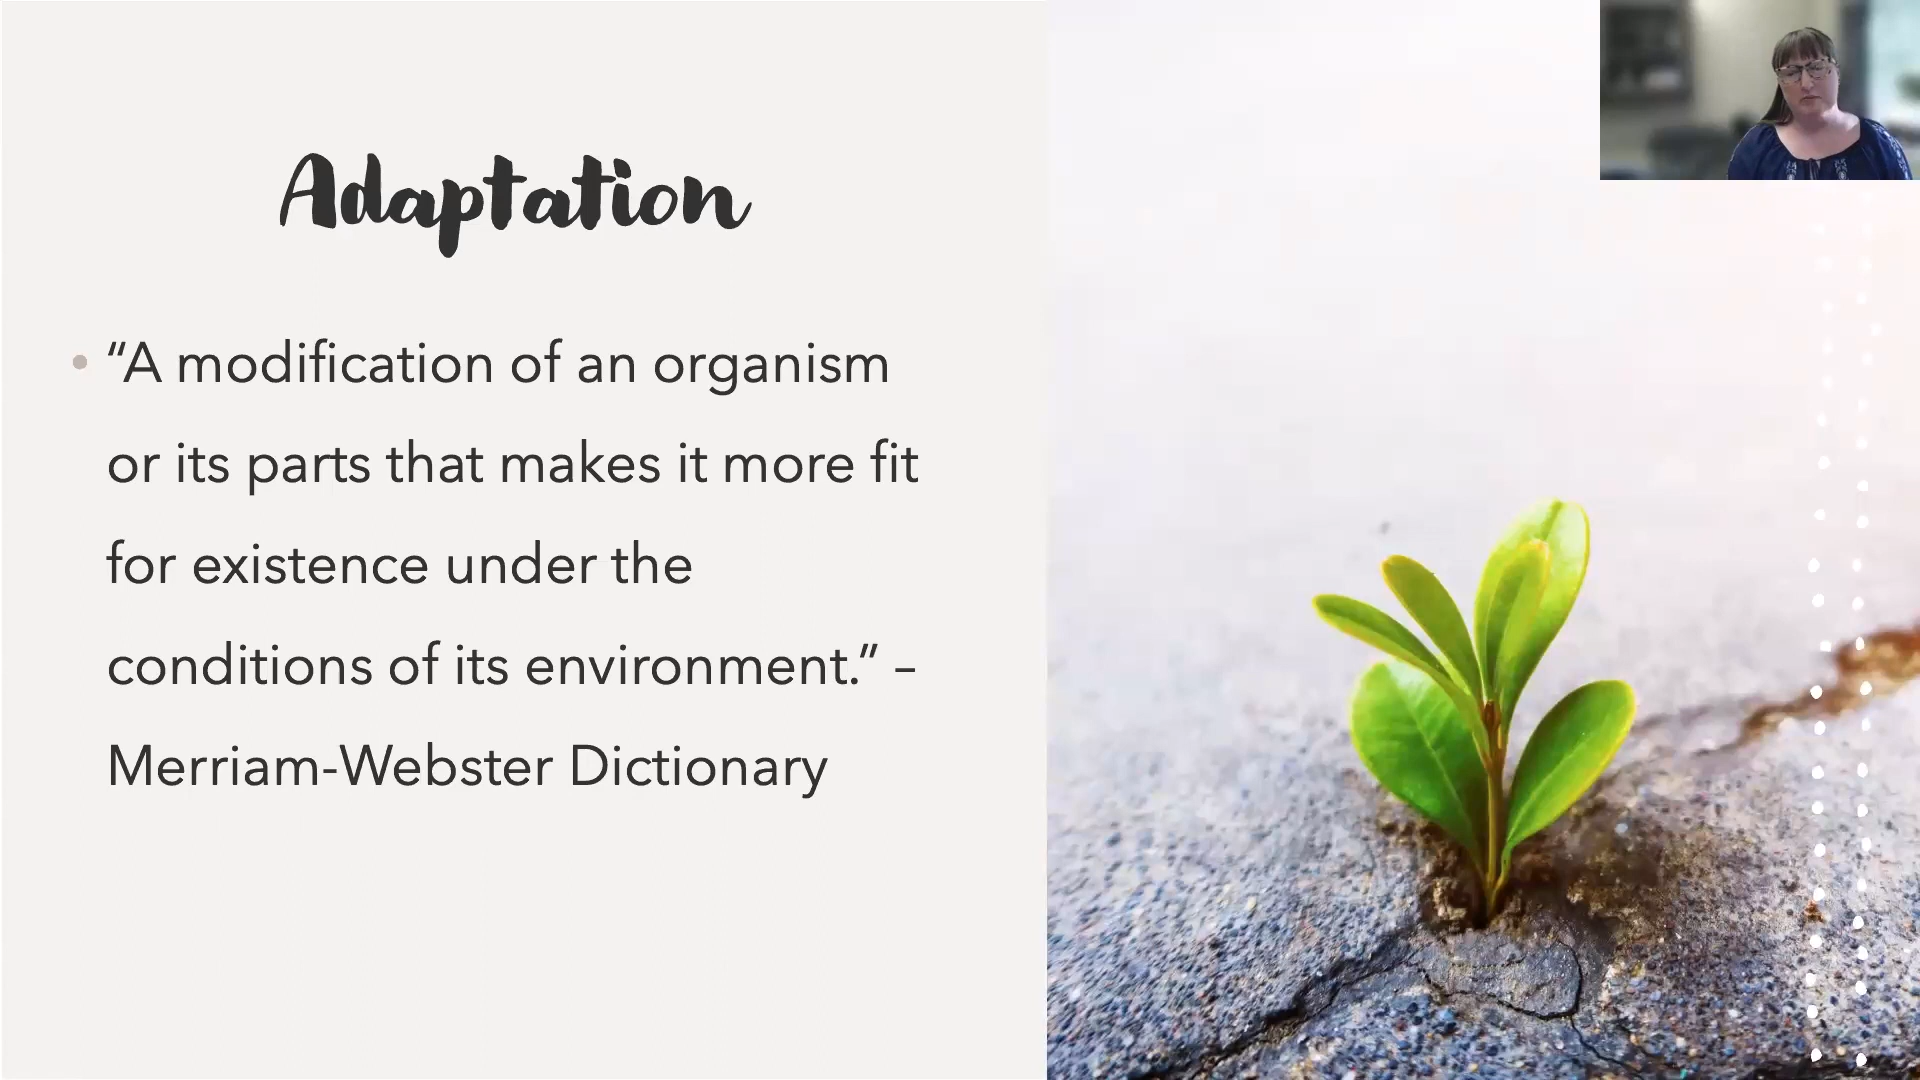 Adaptation
• “A modification of an organism
or its parts that makes it more fit
for existence under the
conditions of its environment.” –
Merriam-Webster Dictionary